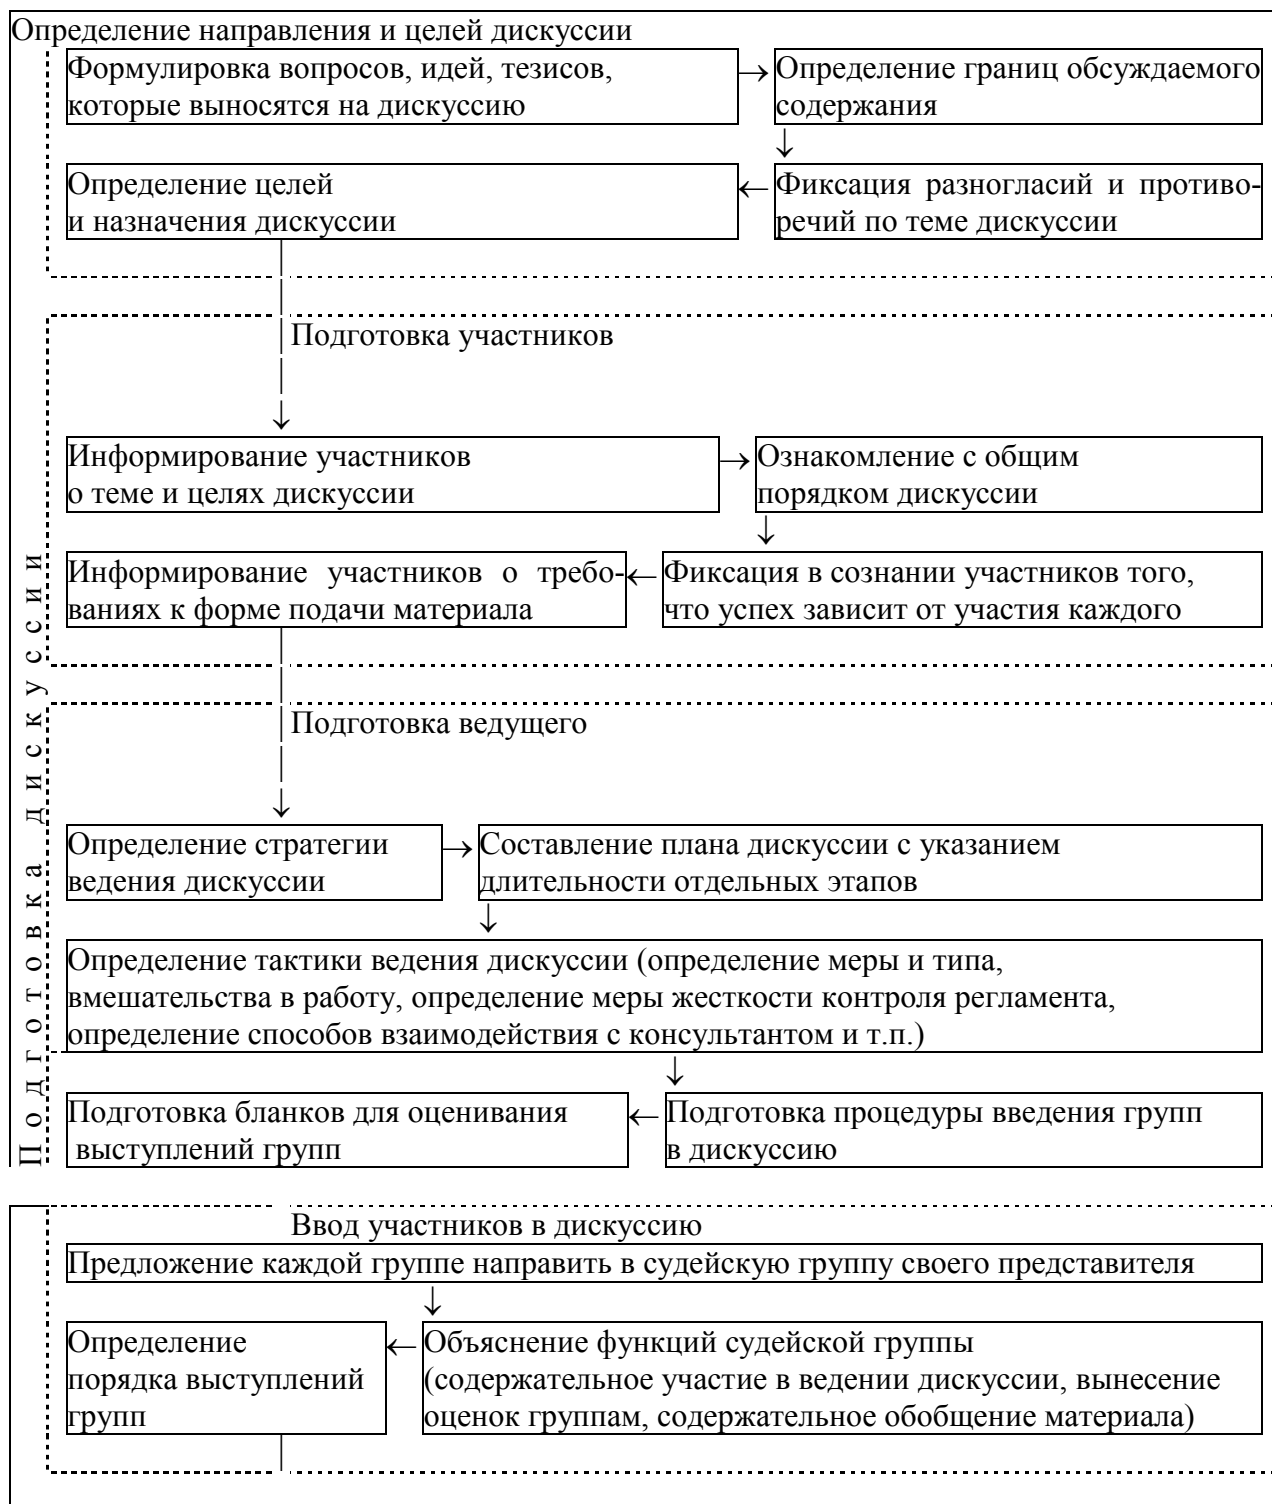 Определение направления и целей дискуссии
Формулировка вопросов, идей, тезисов,
которые выносятся на дискуссию
→
Определение границ обсуждаемого
содержания
↓
Определение целей
и назначения дискуссии
←
Фиксация разногласий и противо-
речий по теме дискуссии
Подготовка участников
↓
Информирование участников
о теме и целях дискуссии
→
Ознакомление с общим
порядком дискуссии
↓
Информирование участников о требо-
ваниях к форме подачи материала
←
Фиксация в сознании участников того,
что успех зависит от участия каждого
Подготовка ведущего
↓
Определение стратегии
ведения дискуссии
→
Составление плана дискуссии с указанием
длительности отдельных этапов
↓
Определение тактики ведения дискуссии (определение меры и типа,
вмешательства в работу, определение меры жесткости контроля регламента,
определение способов взаимодействия с консультантом и т.п.)
↓
Подготовка бланков для оценивания
выступлений групп
←
Подготовка процедуры введения групп
в дискуссию
Подготовка дискуссии
Ввод участников в дискуссию
Предложение каждой группе направить в судейскую группу своего представителя
↓
Определение
порядка выступлений
групп
←
Объяснение функций судейской группы
(содержательное участие в ведении дискуссии, вынесение
оценок группам, содержательное обобщение материала)